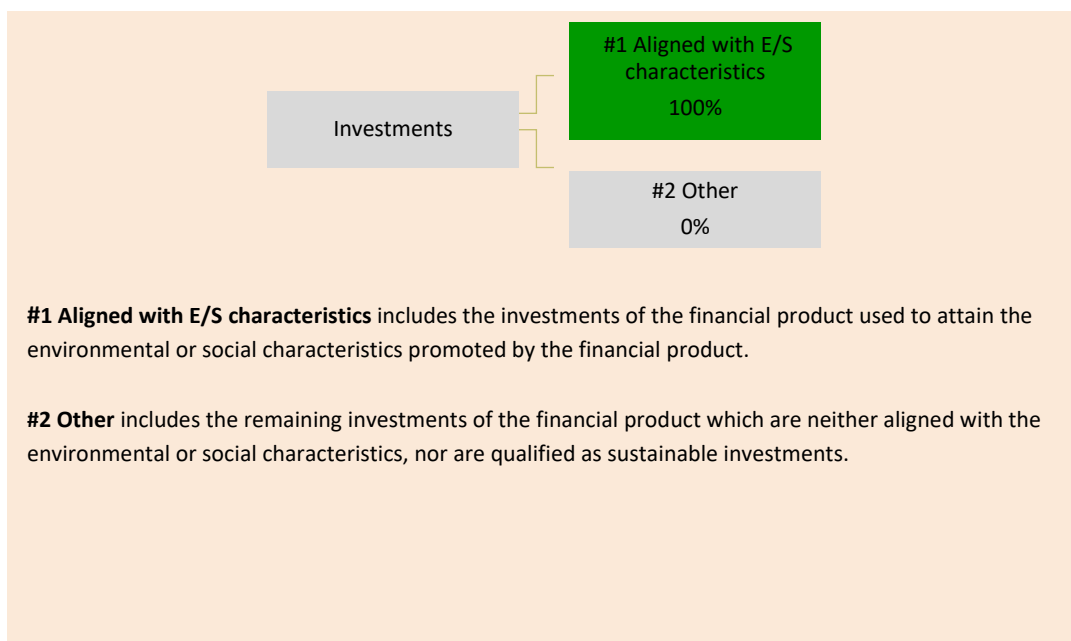 #1 Aligned with E/S
characteristics
100%
Investments
#2 Other
0%
#1 Aligned with E/S characteristics includes the investments of the financial product used to attain the
environmental or social characteristics promoted by the financial product.
#2 Other includes the remaining investments of the financial product which are neither aligned with the
environmental or social characteristics, nor are qualified as sustainable investments.